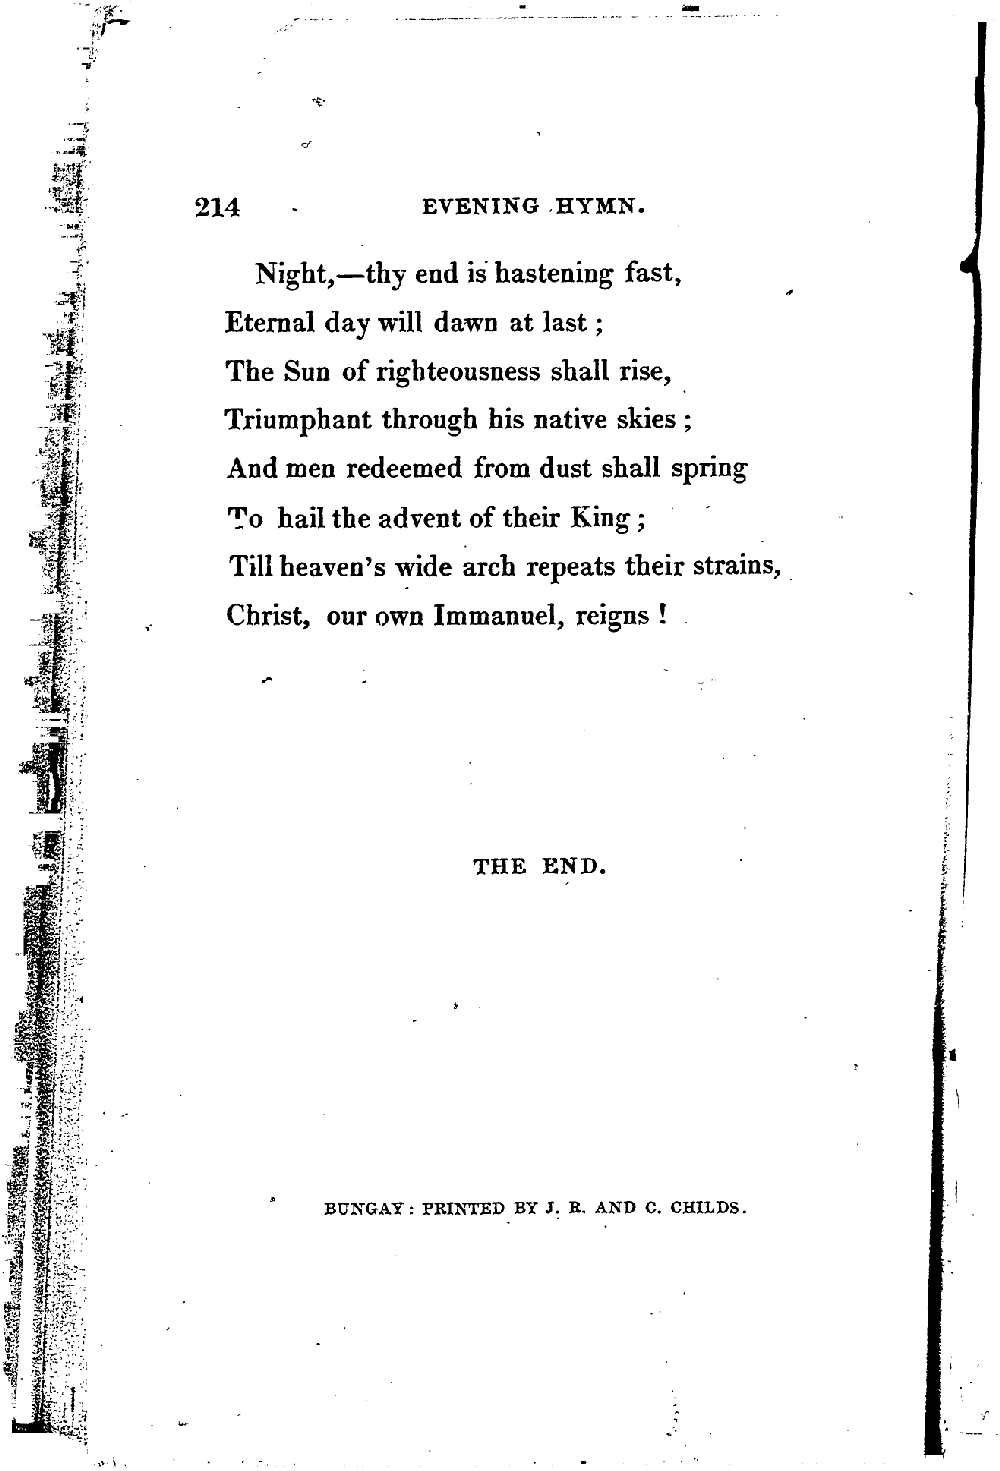 214 EVENING HYMN.
Night,—thy end is hastening fast,
Eternal day will dawn at last ;
The Sun of righteousness shall rise,
Triumphant through his native skies ;
And men redeemed from dust shall spring
To hail the advent of their King ;
Till heaven's wide arch repeats their strains,
Christ, our own Immanuel, reigns !
THE END.
BUNGAY : PRINTED BY J. R. AND C. CHILDS.